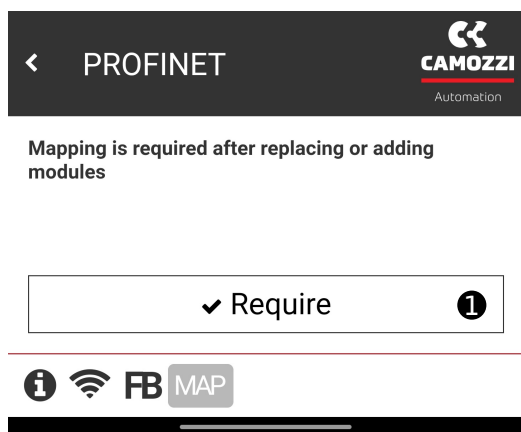 PROFINET
CAMOZZI
Automation
Mapping is required after replacing or adding
modules
Require
1
FB MAP